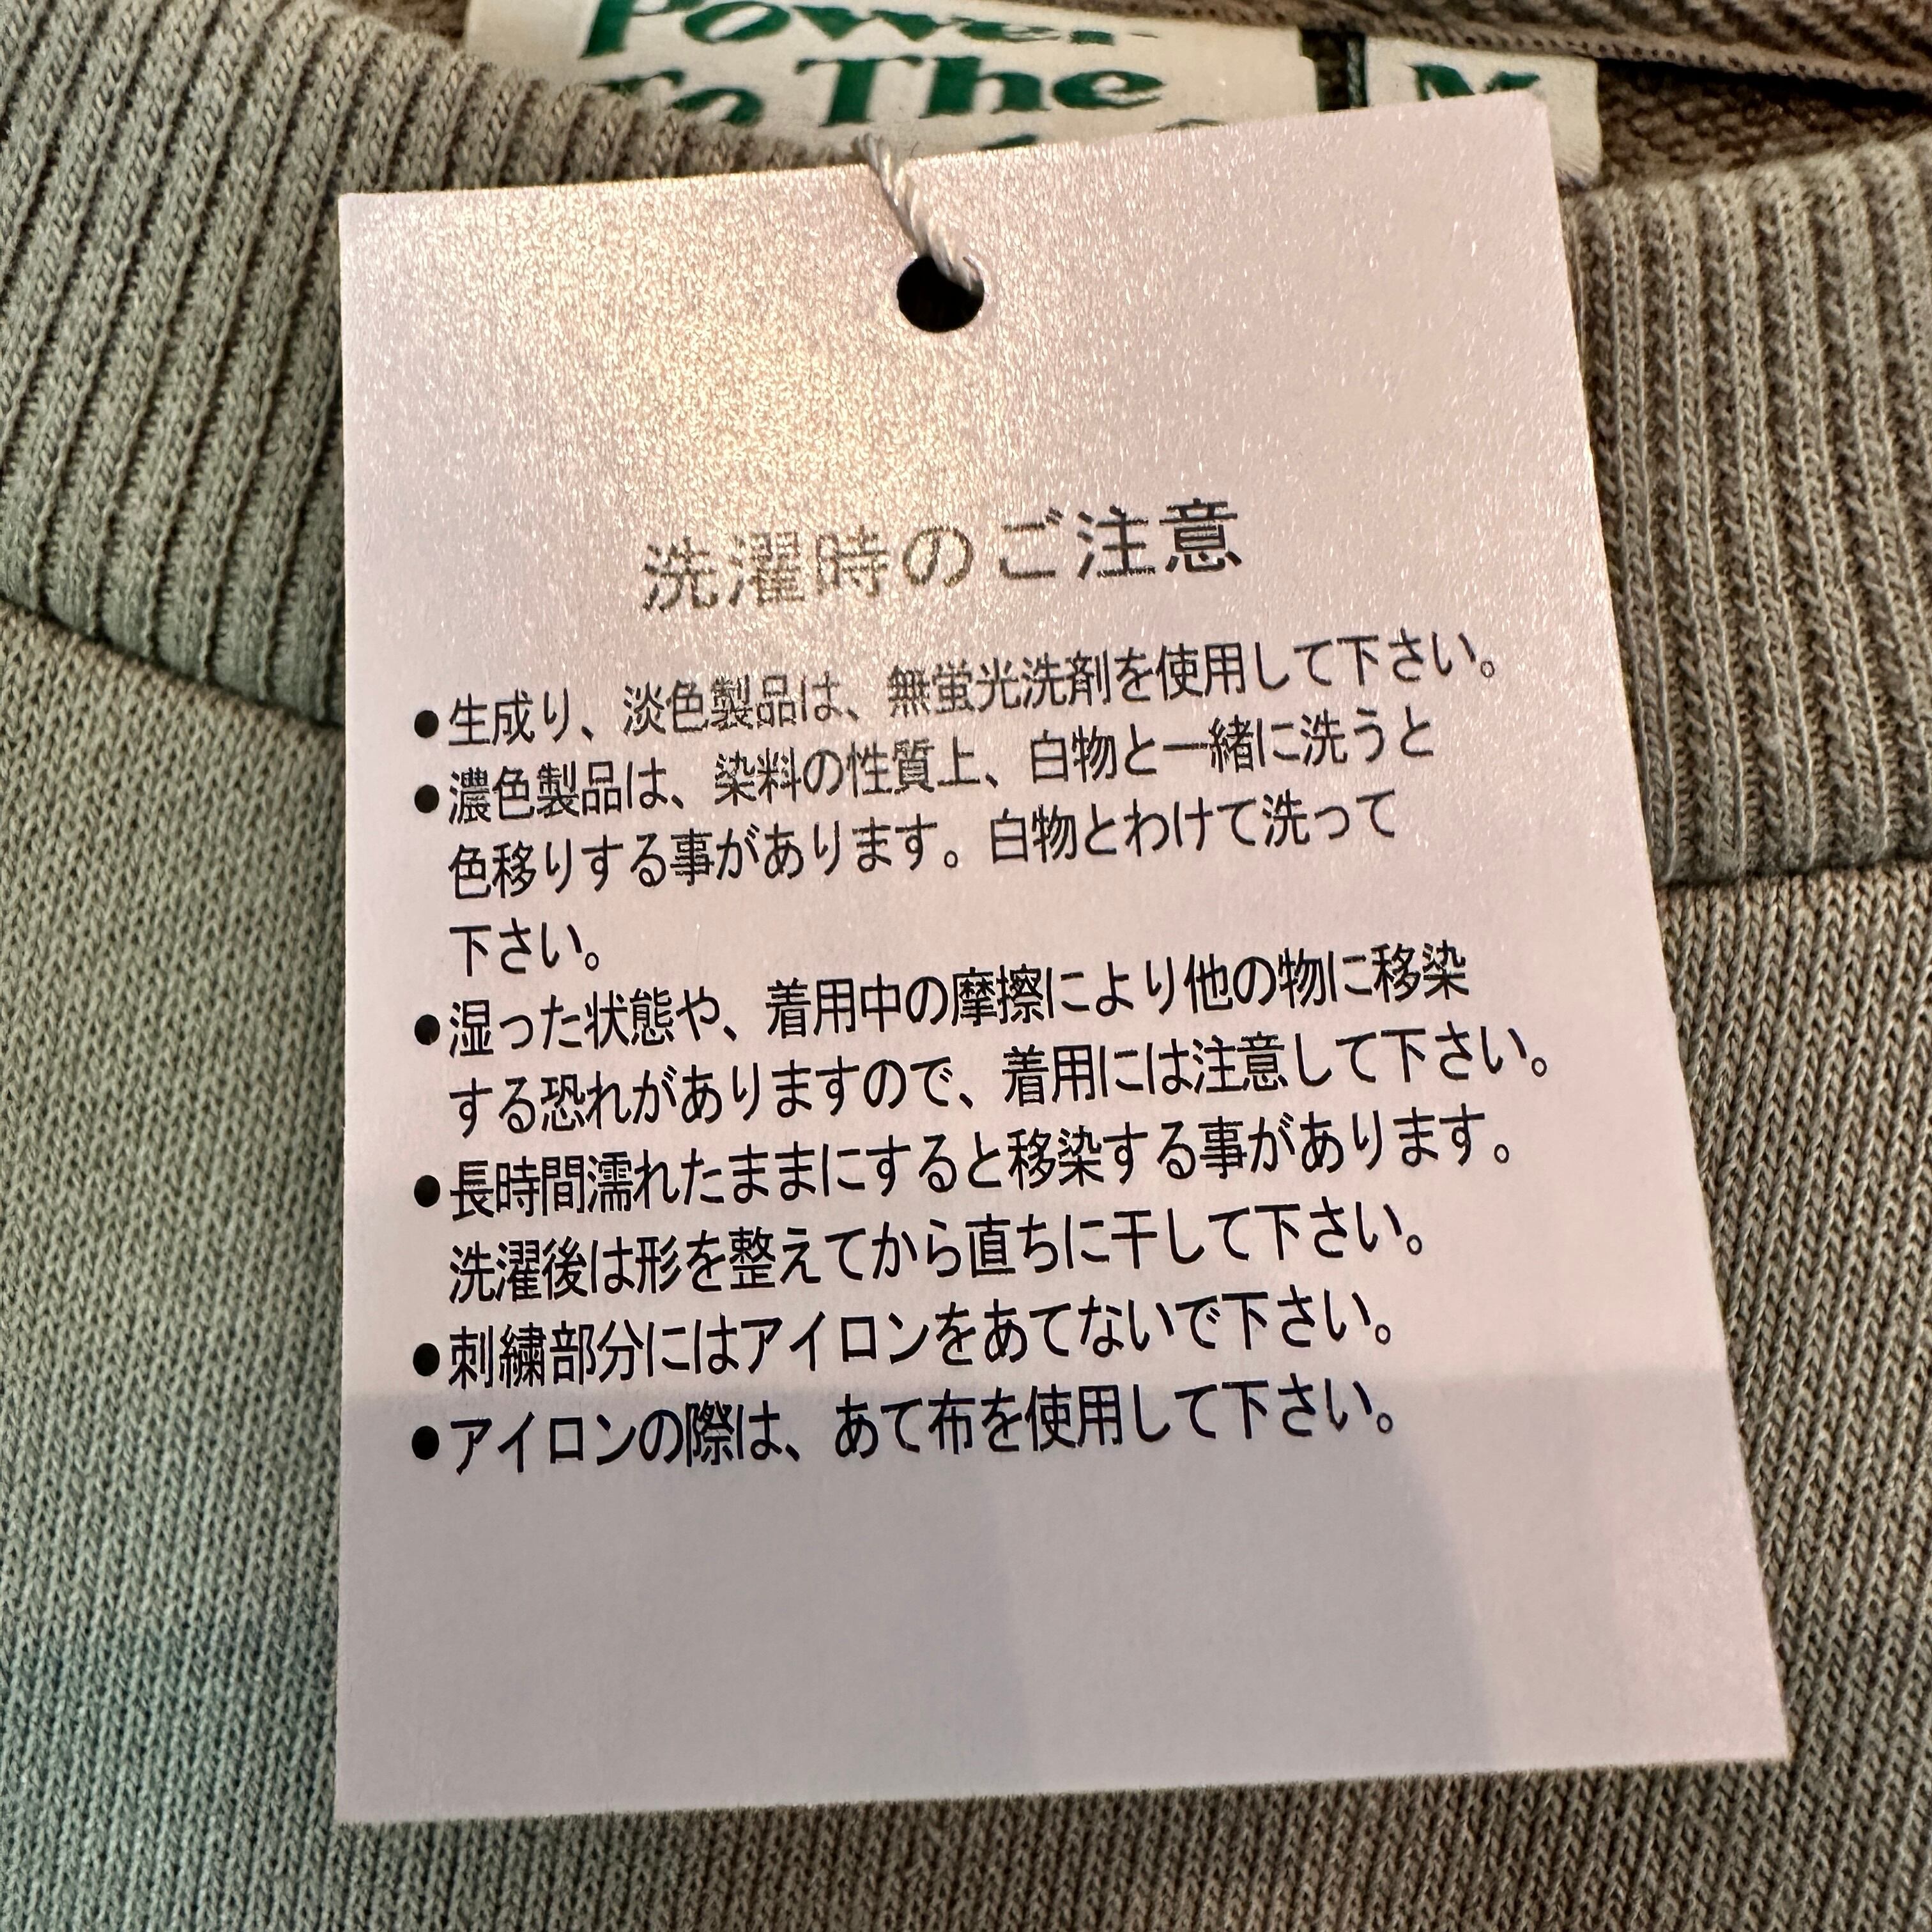 Power
To The
M
洗濯時のご注意
●生成り、淡色製品は、無蛍光洗剤を使用して下さい。
●濃色製品は、染料の性質上、白物と一緒に洗うと
色移りする事があります。白物とわけて洗って
下さい。
●湿った状態や、着用中の摩擦により他の物に移染
する恐れがありますので、着用には注意して下さい。
●長時間濡れたままにすると移染する事があります。
洗濯後は形を整えてから直ちに干して下さい。
●刺繍部分にはアイロンをあてないで下さい。
●アイロンの際は、あて布を使用して下さい。